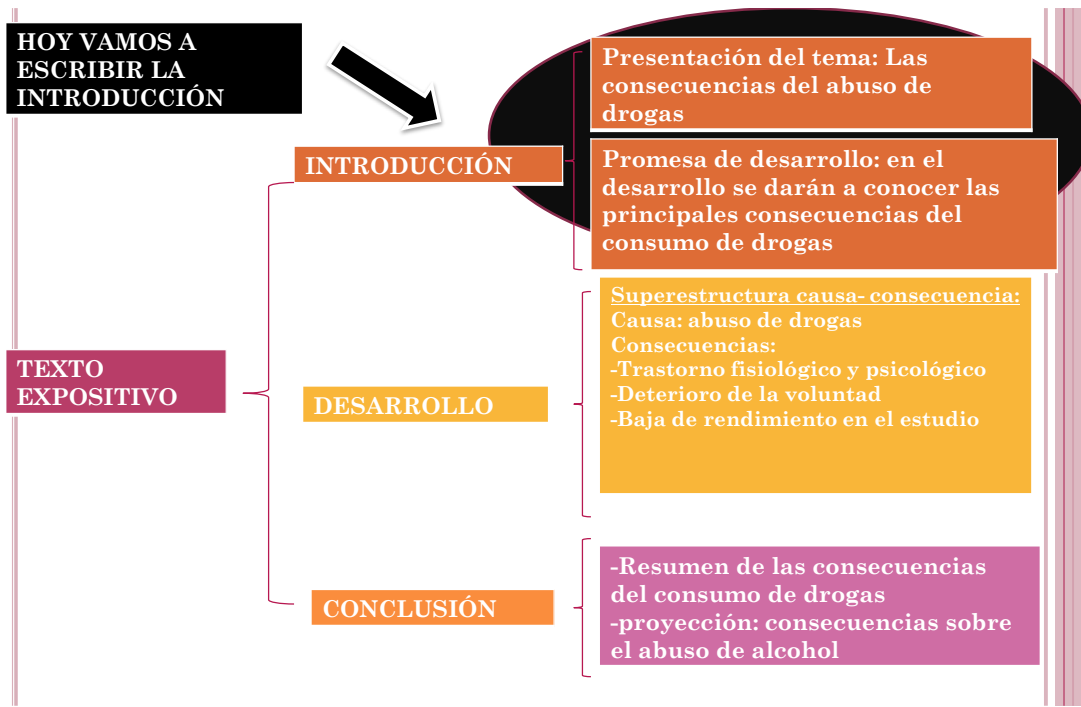 HOY VAMOS A
ESCRIBIR LA
INTRODUCCIÓN
Presentación del tema: Las
consecuencias del abuso de
drogas
INTRODUCCIÓN
Promesa de desarrollo: en el
desarrollo se darán a conocer las
principales consecuencias del
consumo de drogas
TEXTO
EXPOSITIVO
DESARROLLO
Superestructura causa- consecuencia:
Causa: abuso de drogas
Consecuencias:
-Trastorno fisiológico y psicológico
-Deterioro de la voluntad
-Baja de rendimiento en el estudio
CONCLUSIÓN
-Resumen de las consecuencias
del consumo de drogas
-proyección: consecuencias sobre
el abuso de alcohol